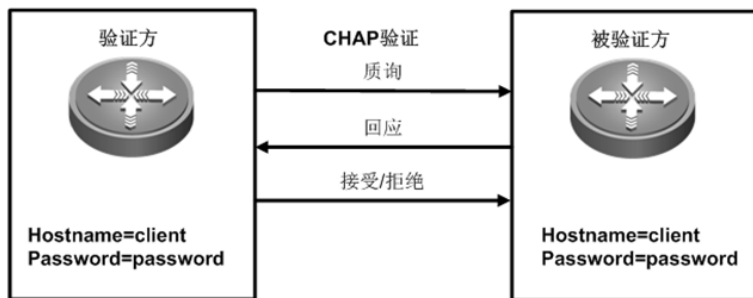 验证方
CHAP验证
被验证方
质询
回应
接受/拒绝
Hostname=client
Password=password
Hostname=client
Password=password